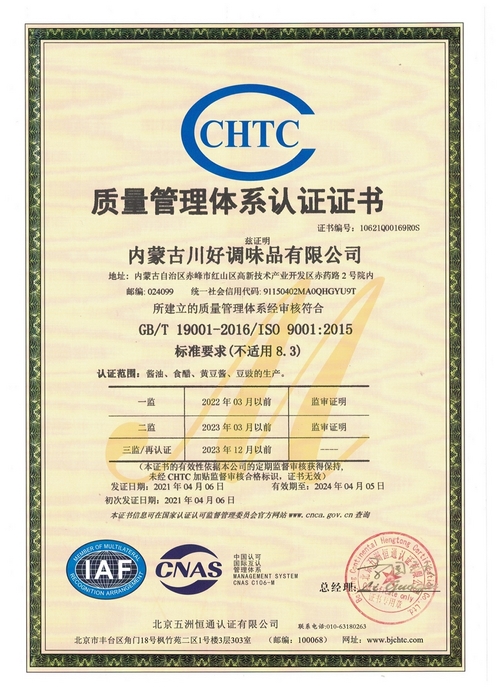 CHTC
质量管理体系认证证书
证书编号:10621Q00169R0S
兹证明
内蒙古川好调味品有限公司
地址:内蒙古自治区赤峰市红山区高新技术产业开发区赤药路2号院内
邮编:024099 统一社会信用代码:91150402MA0QHGYU9T
所建立的质量管理体系经审核符合
GB/T 19001-2016/ISO 9001:2015
标准要求(不适用8.3)
认证范围:酱油、食醋、黄豆酱、豆豉的生产。
一监 2022年03月以前 监审证明
二监 2023年03月以前 监审证明
三监/再认证 2023年12月以前 ------
(本证书的有效性依据本公司的定期监督审核获得保持,
未经CHTC加贴监督审核合格标识,证书无效)
发证日期:2021年04月06日 有效期至:2024年04月05日
初次发证日期:2021年04月06日
本证书信息可在国家认证认可监督管理委员会官方网站www.cnca.gov.cn查询
MEMBER OF MULTILATERAL
IAF
RECOGNITION ARRANGEMENT
CNAS
中国认可
国际互认
管理体系
MANAGEMENT SYSTEM
CNAS C106-M
总经理:
北京五洲恒通认证有限公司 联系电话:010-63180263
北京市丰台区角门18号枫竹苑二区1号楼3层303室 (邮编:100068) 网址:www.bjchtc.com